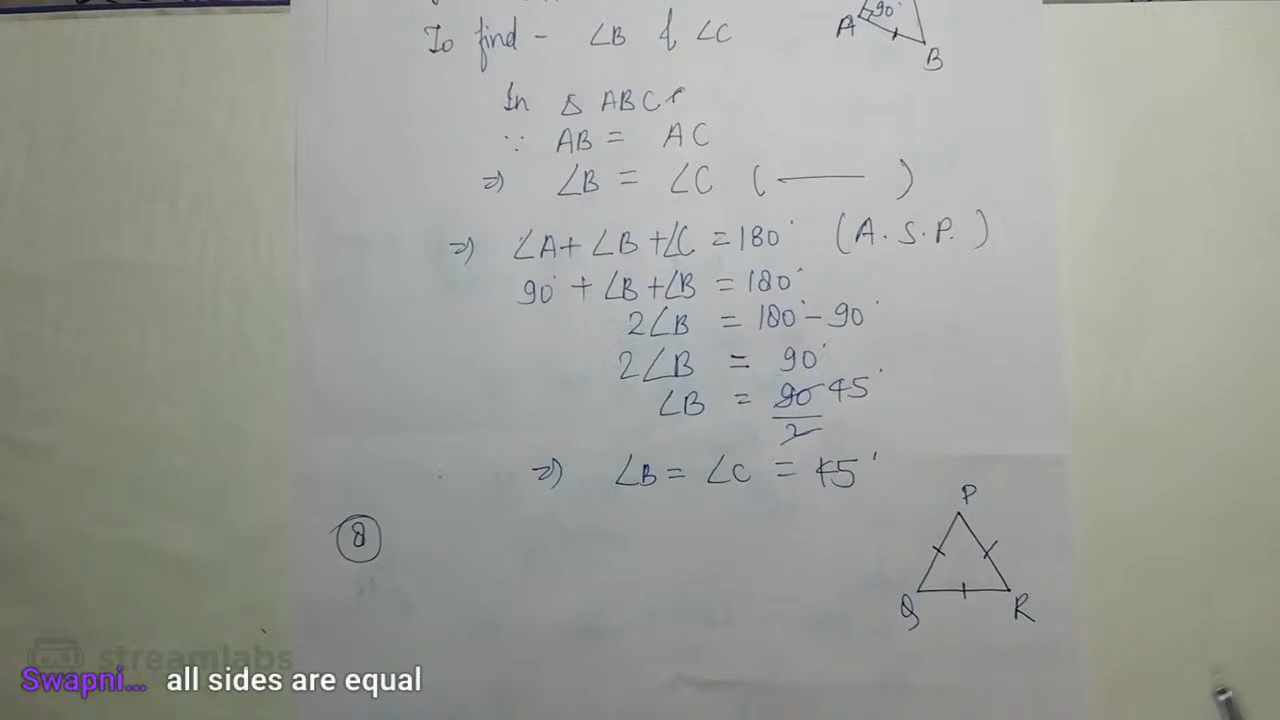 To find - ∠B & ∠C
A 90° B
In △ ABC
∵ AB = AC
⇒ ∠B = ∠C ( —— )
⇒ ∠A + ∠B + ∠C = 180° (A.S.P.)
90° + ∠B + ∠B = 180°
2∠B = 180° - 90°
2∠B = 90°
∠B = 90/2 45°
⇒ ∠B = ∠C = 45°
8
P
Q R
streamlabs
Swapni... all sides are equal